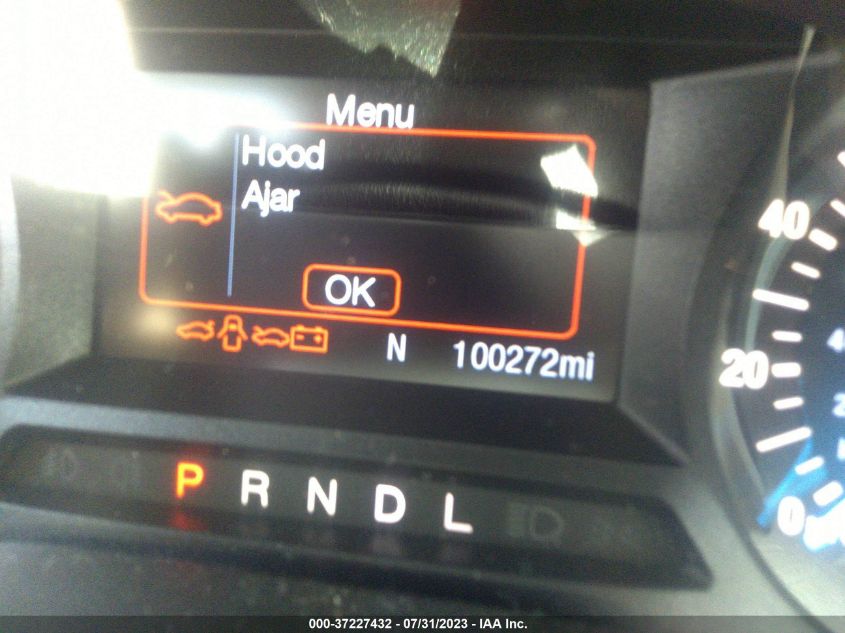 Menu
Hood
Ajar
OK
N 100272mi
P R N D L
40
20
0
000-37227432 - 07/31/2023 - IAA Inc.